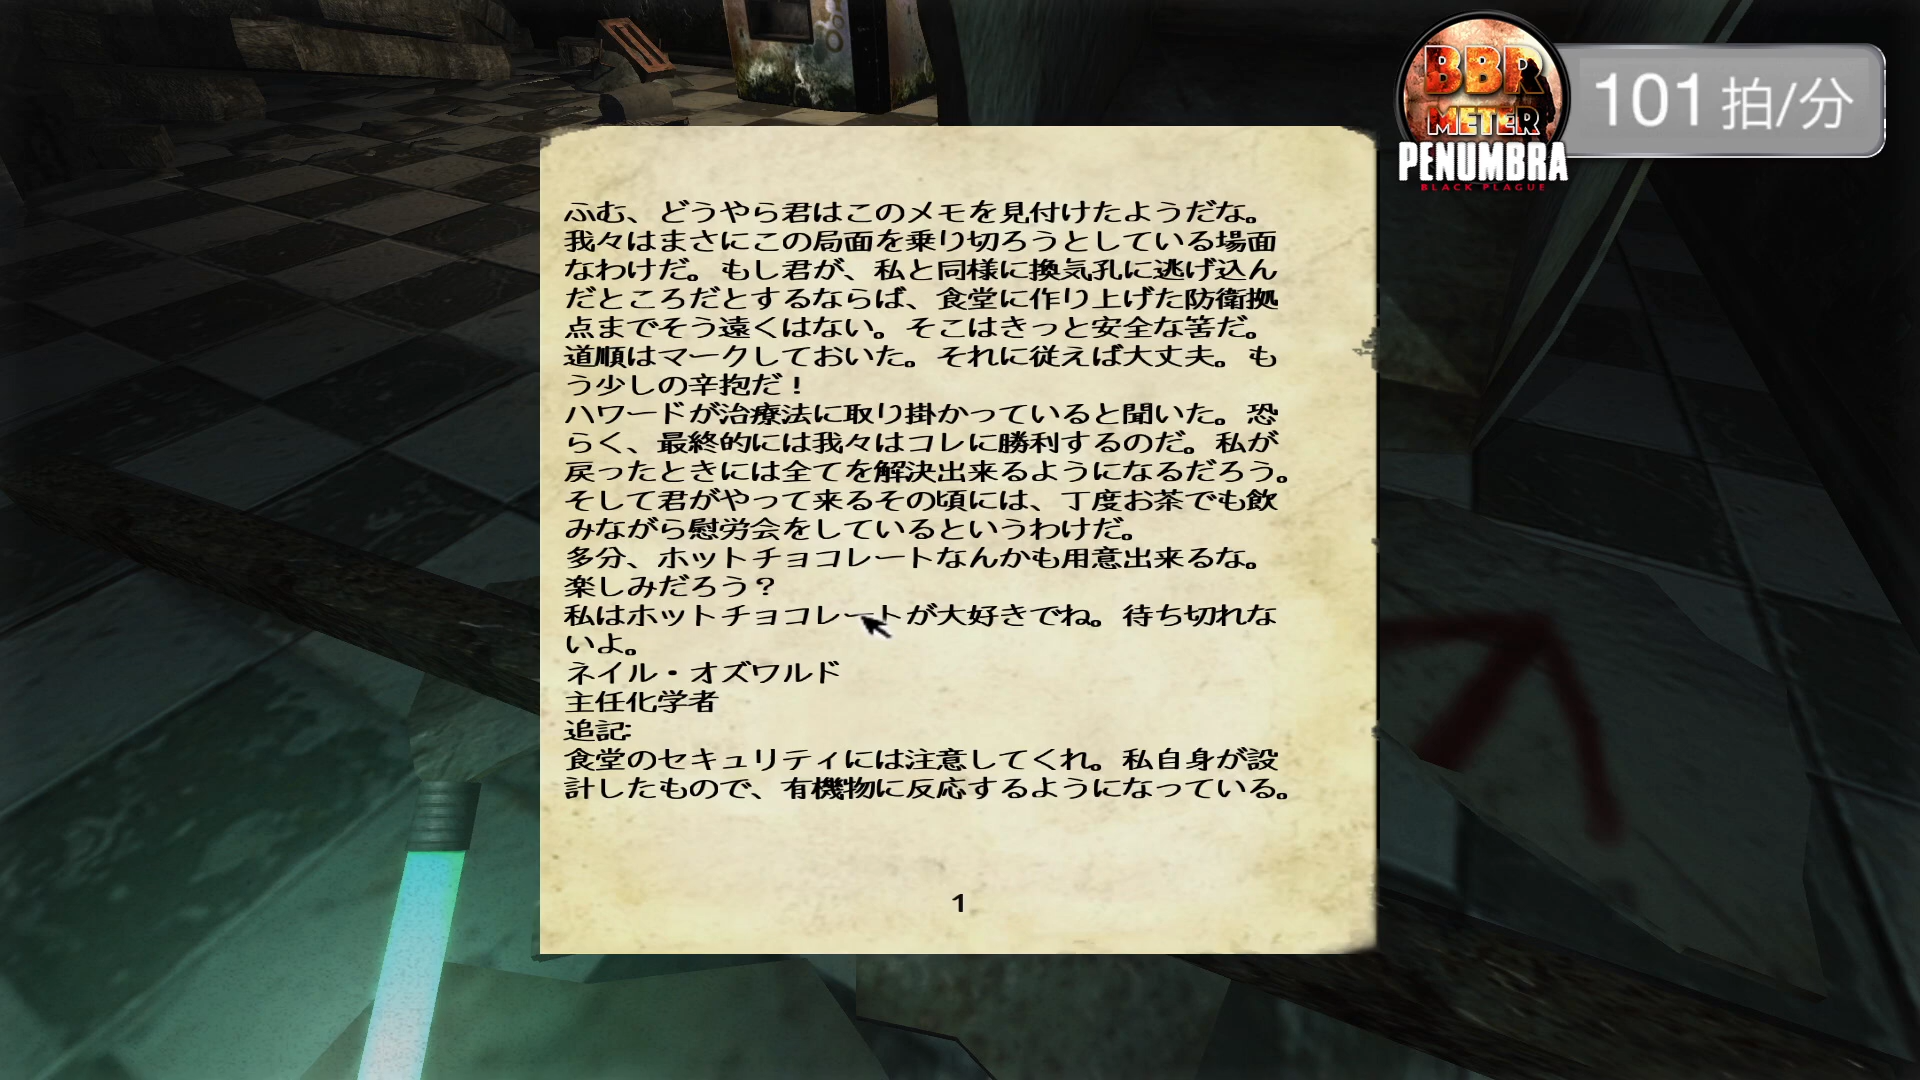 BBR
METER
PENUMBRA
BLACK PLAGUE
101 拍/分
ふむ、どうやら君はこのメモを見付けたようだな。
我々はまさにこの局面を乗り切ろうとしている場面
なわけだ。もし君が、私と同様に換気孔に逃げ込ん
だところだとするならば、食堂に作り上げた防衛拠
点までそう遠くはない。そこはきっと安全な筈だ。
道順はマークしておいた。それに従えば大丈夫。も
う少しの辛抱だ！
ハワードが治療法に取り掛かっていると聞いた。恐
らく、最終的には我々はコレに勝利するのだ。私が
戻ったときには全てを解決出来るようになるだろう。
そして君がやって来るその頃には、丁度お茶でも飲
みながら慰労会をしているというわけだ。
多分、ホットチョコレートなんかも用意出来るな。
楽しみだろう？
私はホットチョコレートが大好きでね。待ち切れな
いよ。
ネイル・オズワルド
主任化学者
追記:
食堂のセキュリティには注意してくれ。私自身が設
計したもので、有機物に反応するようになっている。
1